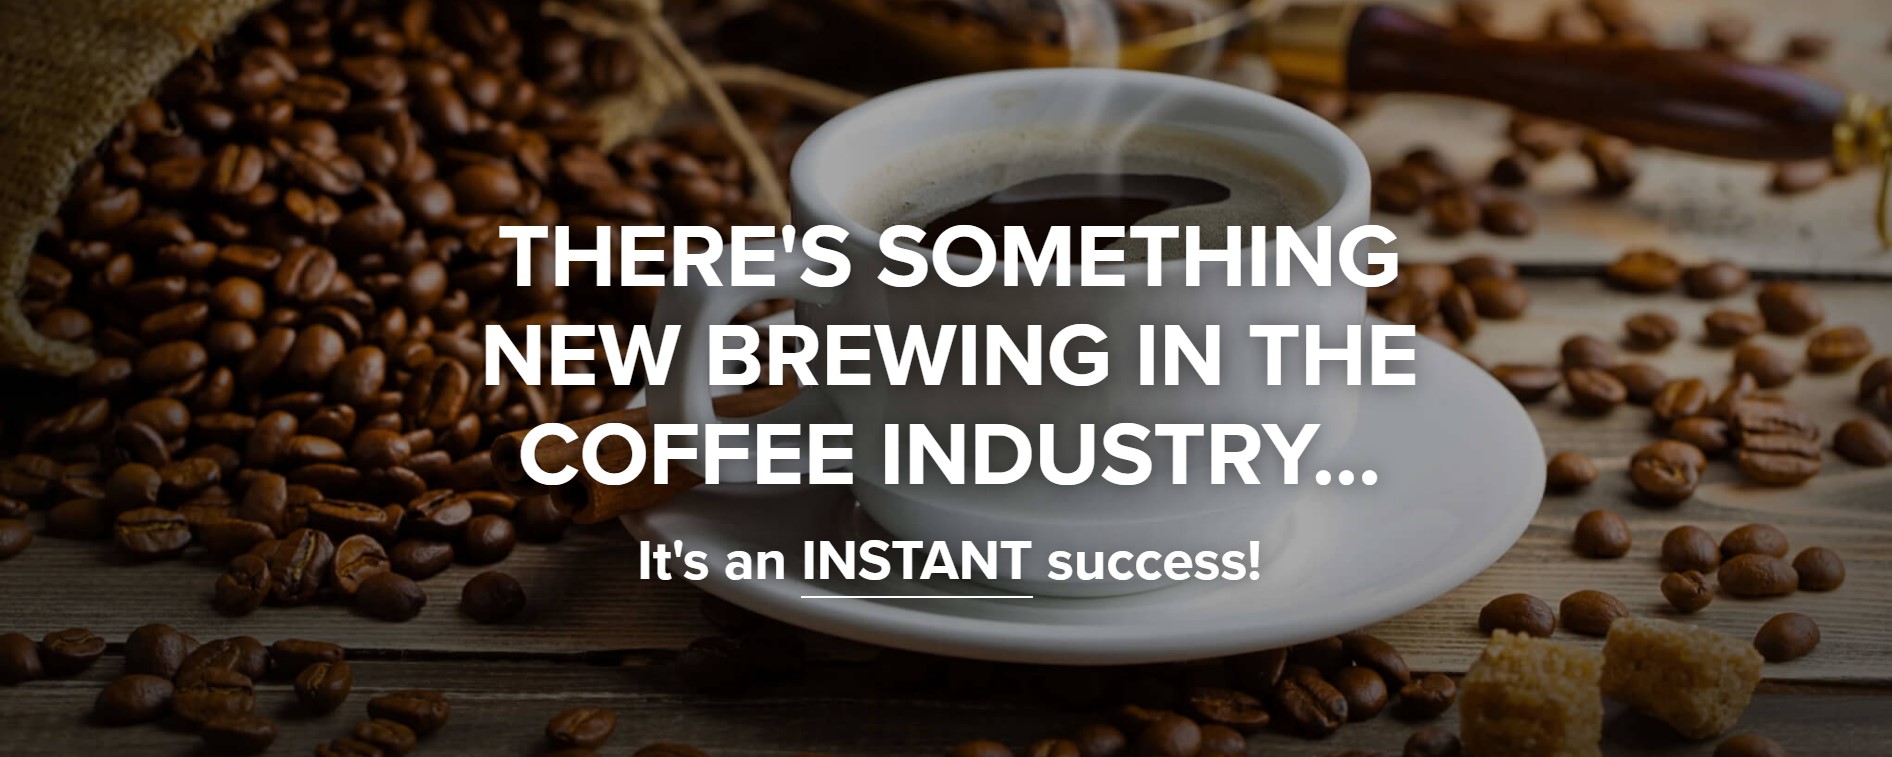 THERE'S SOMETHING
NEW BREWING IN THE
COFFEE INDUSTRY...
It's an INSTANT success!